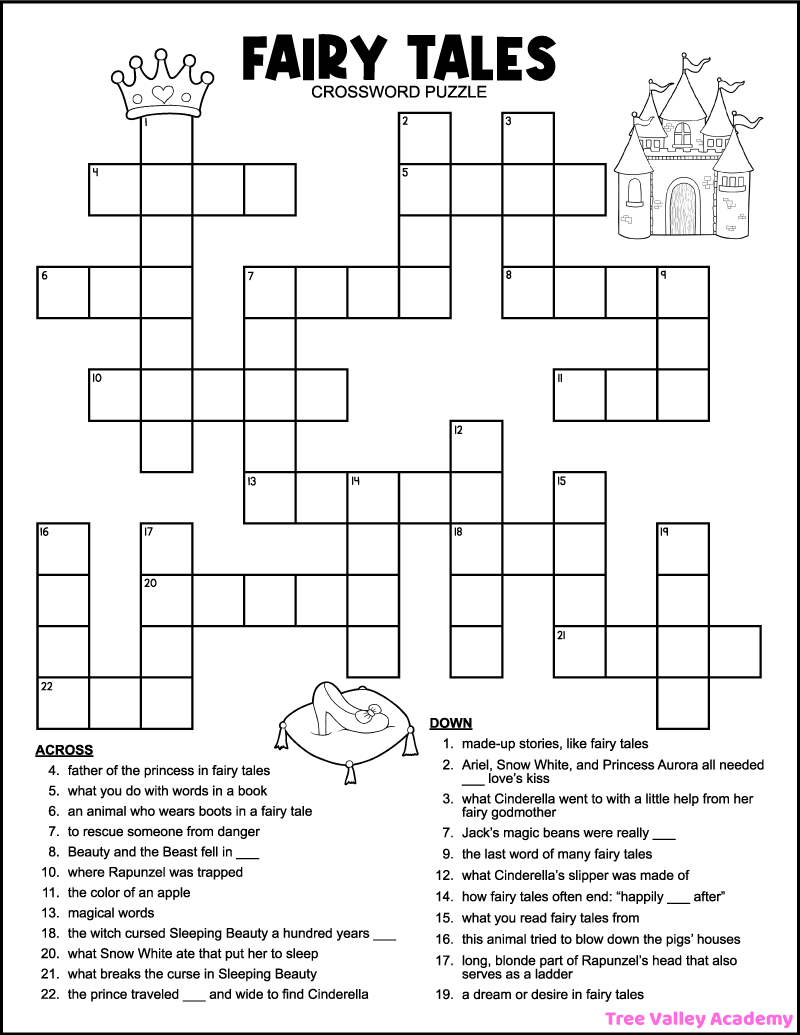 FAIRY TALES
CROSSWORD PUZZLE
1
2
3
4
5
6
7
8
9
10
11
12
13
14
15
16
17
18
19
20
21
22
ACROSS
4. father of the princess in fairy tales
5. what you do with words in a book
6. an animal who wears boots in a fairy tale
7. to rescue someone from danger
8. Beauty and the Beast fell in ___
10. where Rapunzel was trapped
11. the color of an apple
13. magical words
18. the witch cursed Sleeping Beauty a hundred years ___
20. what Snow White ate that put her to sleep
21. what breaks the curse in Sleeping Beauty
22. the prince traveled ___ and wide to find Cinderella
DOWN
1. made-up stories, like fairy tales
2. Ariel, Snow White, and Princess Aurora all needed
___ love's kiss
3. what Cinderella went to with a little help from her
fairy godmother
7. Jack's magic beans were really ___
9. the last word of many fairy tales
12. what Cinderella's slipper was made of
14. how fairy tales often end: “happily ___ after”
15. what you read fairy tales from
16. this animal tried to blow down the pigs' houses
17. long, blonde part of Rapunzel's head that also
serves as a ladder
19. a dream or desire in fairy tales
Tree Valley Academy